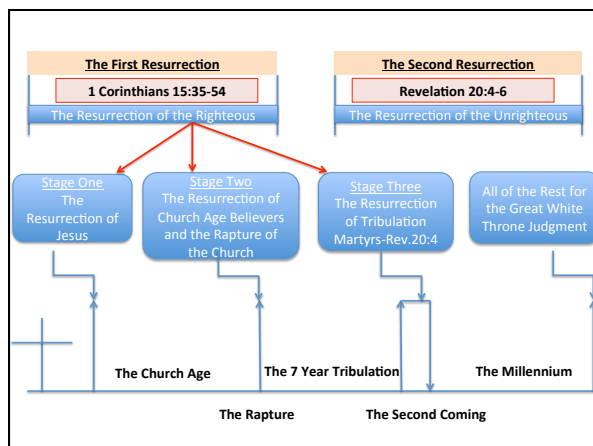 The First Resurrection
1 Corinthians 15:35-54
The Resurrection of the Righteous
The Second Resurrection
Revelation 20:4-6
The Resurrection of the Unrighteous
Stage One
The
Resurrection of
Jesus
Stage Two
The Resurrection of
Church Age Believers
and the Rapture of
the Church
Stage Three
The Resurrection
of Tribulation
Martyrs-Rev.20:4
All of the Rest for
the Great White
Throne Judgment
The Church Age
The 7 Year Tribulation
The Millennium
The Rapture
The Second Coming